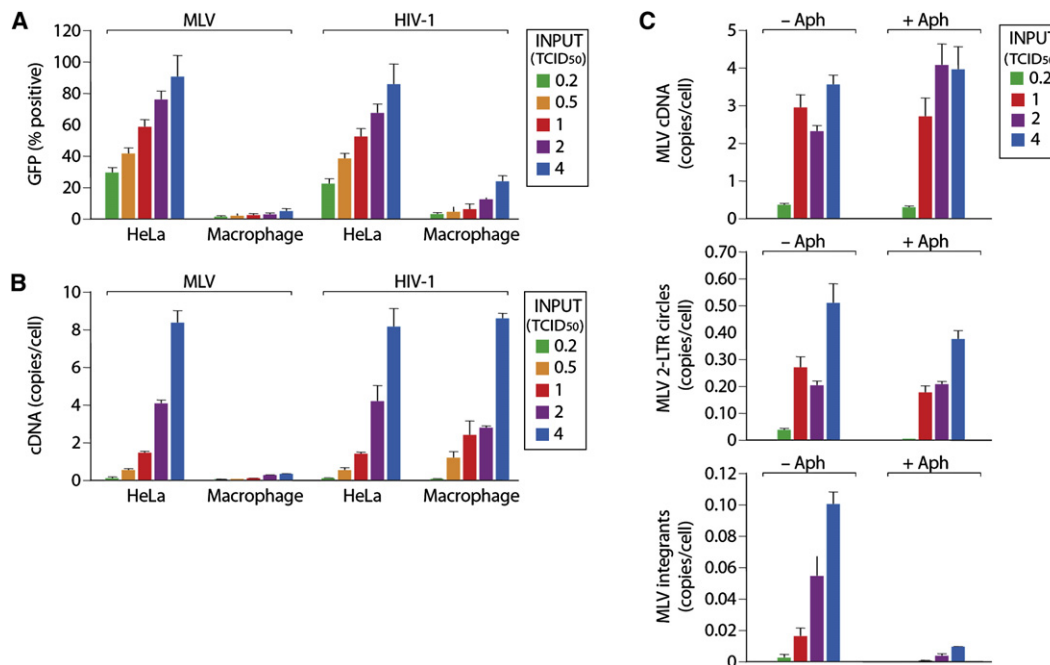 A
MLV
HIV-1
GFP (% positive)
120
100
80
60
40
20
0
HeLa
Macrophage
HeLa
Macrophage
INPUT
(TCID50)
0.2
0.5
1
2
4
B
MLV
HIV-1
cDNA (copies/cell)
10
8
6
4
2
0
HeLa
Macrophage
HeLa
Macrophage
INPUT
(TCID50)
0.2
0.5
1
2
4
C
– Aph
+ Aph
MLV cDNA
(copies/cell)
5
4
3
2
1
0
INPUT
(TCID50
0.2
1
2
4
– Aph
+ Aph
MLV 2-LTR circles
(copies/cell)
0.70
0.50
0.30
0.20
0.10
0.00
– Aph
+ Aph
MLV integrants
(copies/cell)
0.12
0.10
0.08
0.06
0.04
0.02
0